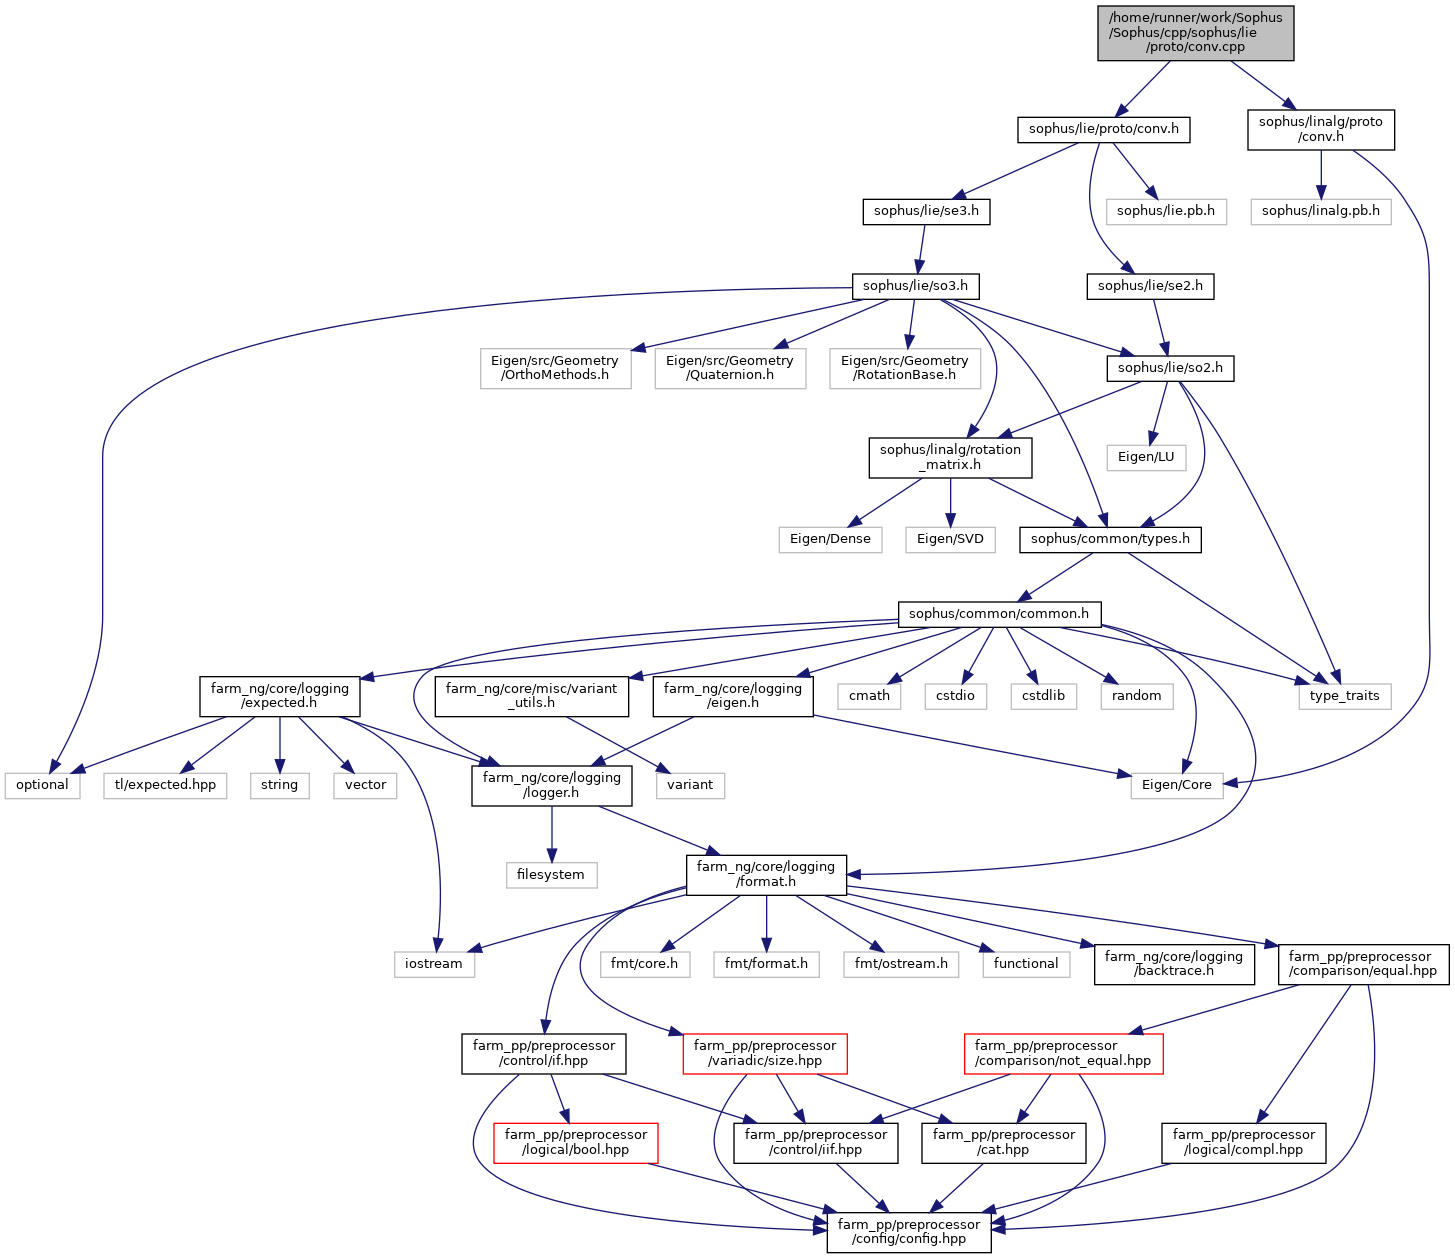 /home/runner/work/Sophus
/Sophus/cpp/sophus/lie
/proto/conv.cpp
sophus/lie/proto/conv.h
sophus/linalg/proto
/conv.h
sophus/lie/se3.h
sophus/lie.pb.h
sophus/linalg.pb.h
sophus/lie/so3.h
sophus/lie/se2.h
Eigen/src/Geometry
/OrthoMethods.h
Eigen/src/Geometry
/Quaternion.h
Eigen/src/Geometry
/RotationBase.h
sophus/lie/so2.h
sophus/linalg/rotation
_matrix.h
Eigen/LU
Eigen/Dense
Eigen/SVD
sophus/common/types.h
sophus/common/common.h
farm_ng/core/logging
/expected.h
farm_ng/core/misc/variant
_utils.h
farm_ng/core/logging
/eigen.h
cmath
cstdio
cstdlib
random
type_traits
optional
tl/expected.hpp
string
vector
farm_ng/core/logging
/logger.h
variant
Eigen/Core
filesystem
farm_ng/core/logging
/format.h
iostream
fmt/core.h
fmt/format.h
fmt/ostream.h
functional
farm_ng/core/logging
/backtrace.h
farm_pp/preprocessor
/comparison/equal.hpp
farm_pp/preprocessor
/control/if.hpp
farm_pp/preprocessor
/variadic/size.hpp
farm_pp/preprocessor
/comparison/not_equal.hpp
farm_pp/preprocessor
/logical/bool.hpp
farm_pp/preprocessor
/control/iif.hpp
farm_pp/preprocessor
/cat.hpp
farm_pp/preprocessor
/logical/compl.hpp
farm_pp/preprocessor
/config/config.hpp